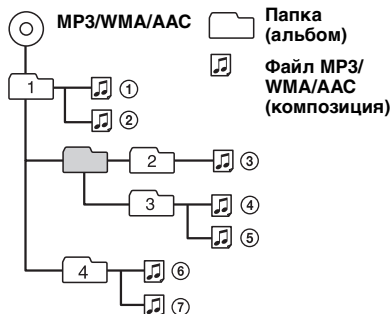 MP3/WMA/AAC
Папка
(альбом)
Файл MP3/
WMA/AAC
(композиция)
1
①
②
2
③
3
④
⑤
4
⑥
⑦